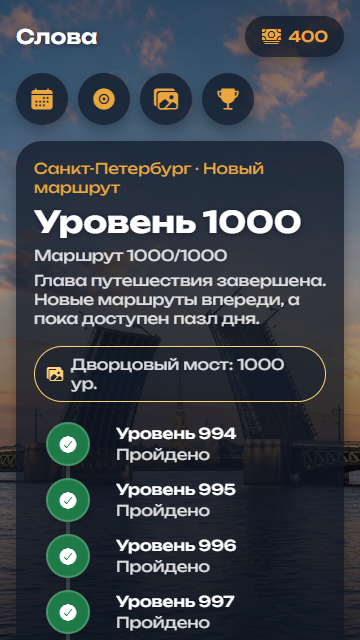 Слова
400
Санкт-Петербург · Новый
маршрут
Уровень 1000
Маршрут 1000/1000
Глава путешествия завершена.
Новые маршруты впереди, а
пока доступен пазл дня.
Дворцовый мост: 1000
ур.
Уровень 994
Пройдено
Уровень 995
Пройдено
Уровень 996
Пройдено
Уровень 997
Пройдено